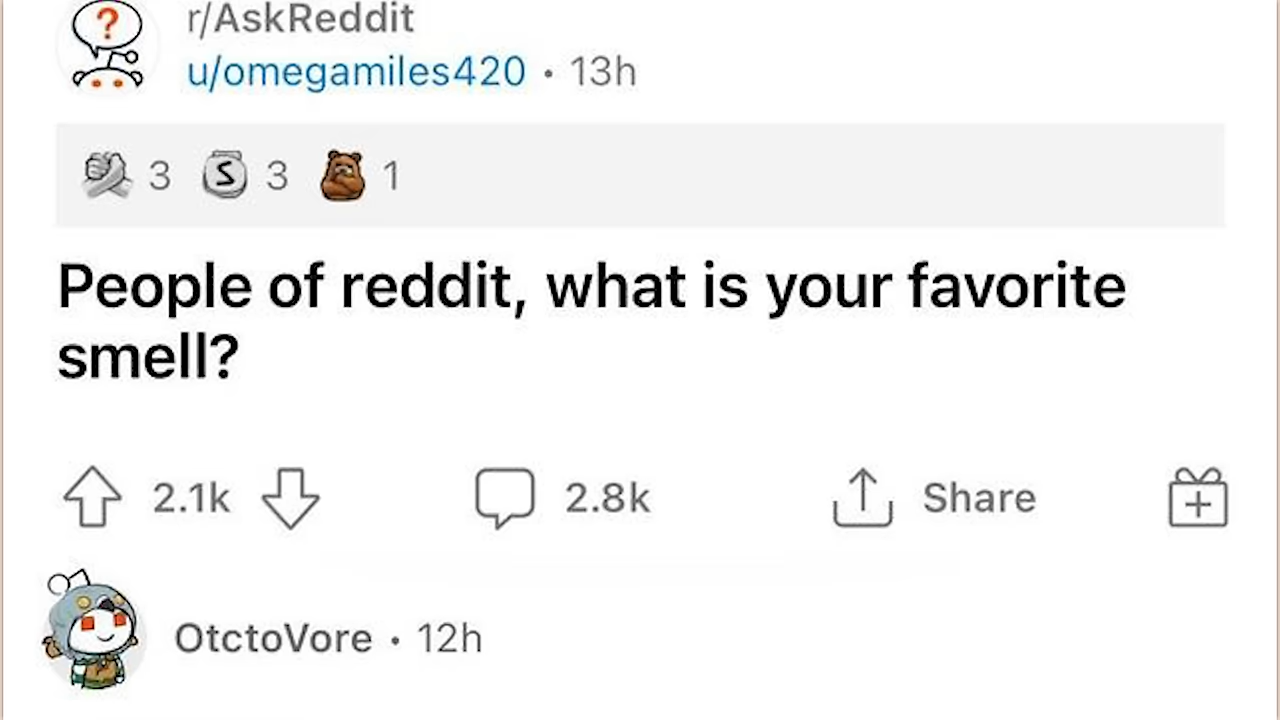 r/AskReddit
u/omegamiles420 • 13h
3 S 3 1
People of reddit, what is your favorite
smell?
2.1k 2.8k Share
OtctoVore • 12h